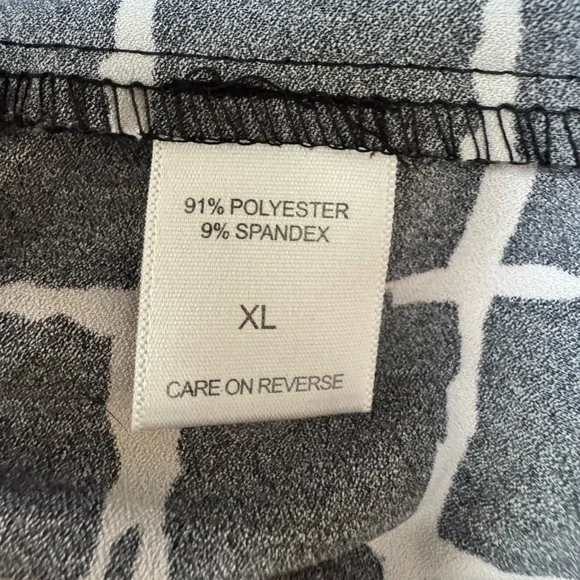 91% POLYESTER
9% SPANDEX
XL
CARE ON REVERSE